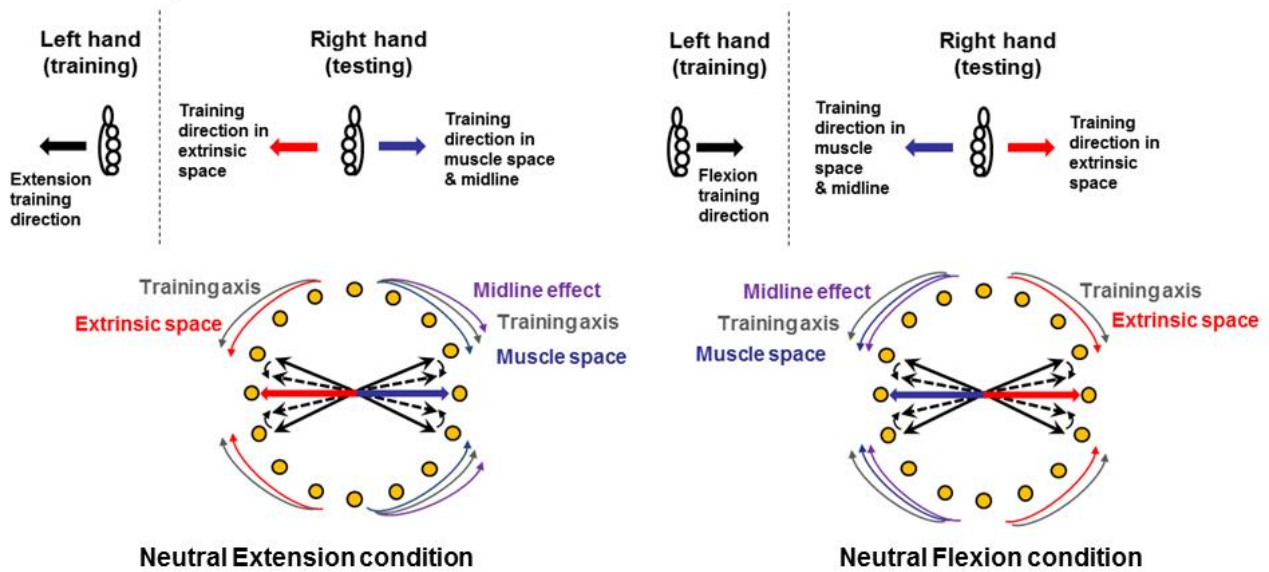 Left hand
(training)
Right hand
(testing)
Training
direction in
extrinsic
space
Training
direction in
muscle space
& midline
Extension
training
direction
Left hand
(training)
Right hand
(testing)
Training
direction in
muscle
space
& midline
Training
direction in
extrinsic
space
Flexion
training
direction
Training axis
Extrinsic space
Midline effect
Training axis
Muscle space
Neutral Extension condition
Midline effect
Training axis
Muscle space
Training axis
Extrinsic space
Neutral Flexion condition